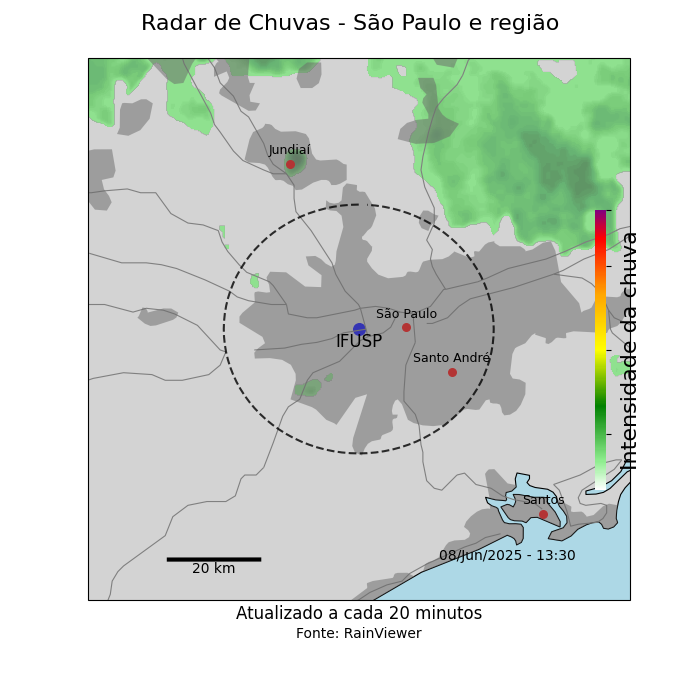 Radar de Chuvas - São Paulo e região
Jundiaí
São Paulo
IFUSP
Santo André
Intensidade da chuva
Santos
08/Jun/2025 - 13:30
20 km
Atualizado a cada 20 minutos
Fonte: RainViewer